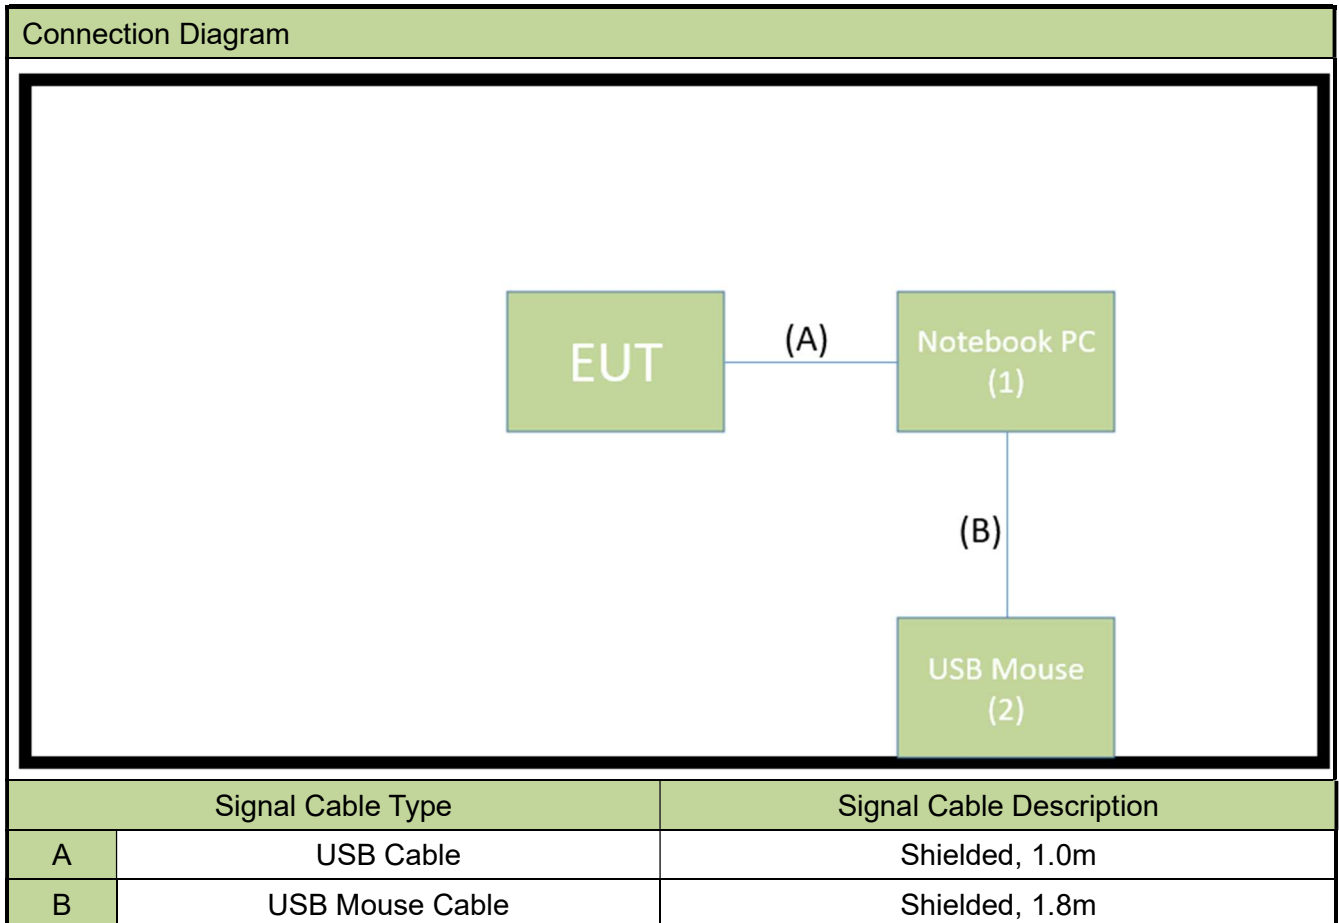 Connection Diagram
EUT
(A)
Notebook PC
(1)
(B)
USB Mouse
(2)
Signal Cable Type Signal Cable Description
A USB Cable Shielded, 1.0m
B USB Mouse Cable Shielded, 1.8m